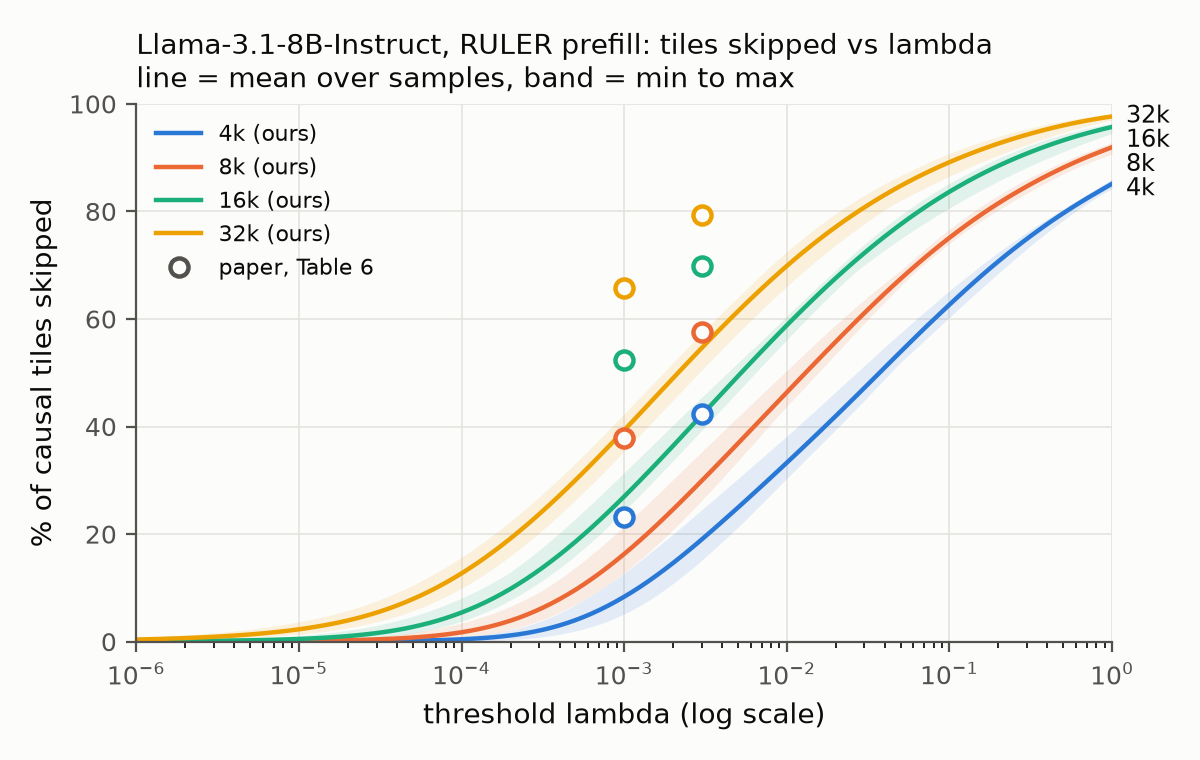 Llama-3.1-8B-Instruct, RULER prefill: tiles skipped vs lambda
line = mean over samples, band = min to max
% of causal tiles skipped
100
80
60
40
20
0
4k (ours)
8k (ours)
16k (ours)
32k (ours)
paper, Table 6
32k
16k
8k
4k
10⁻⁶
10⁻⁵
10⁻⁴
10⁻³
10⁻²
10⁻¹
10⁰
threshold lambda (log scale)